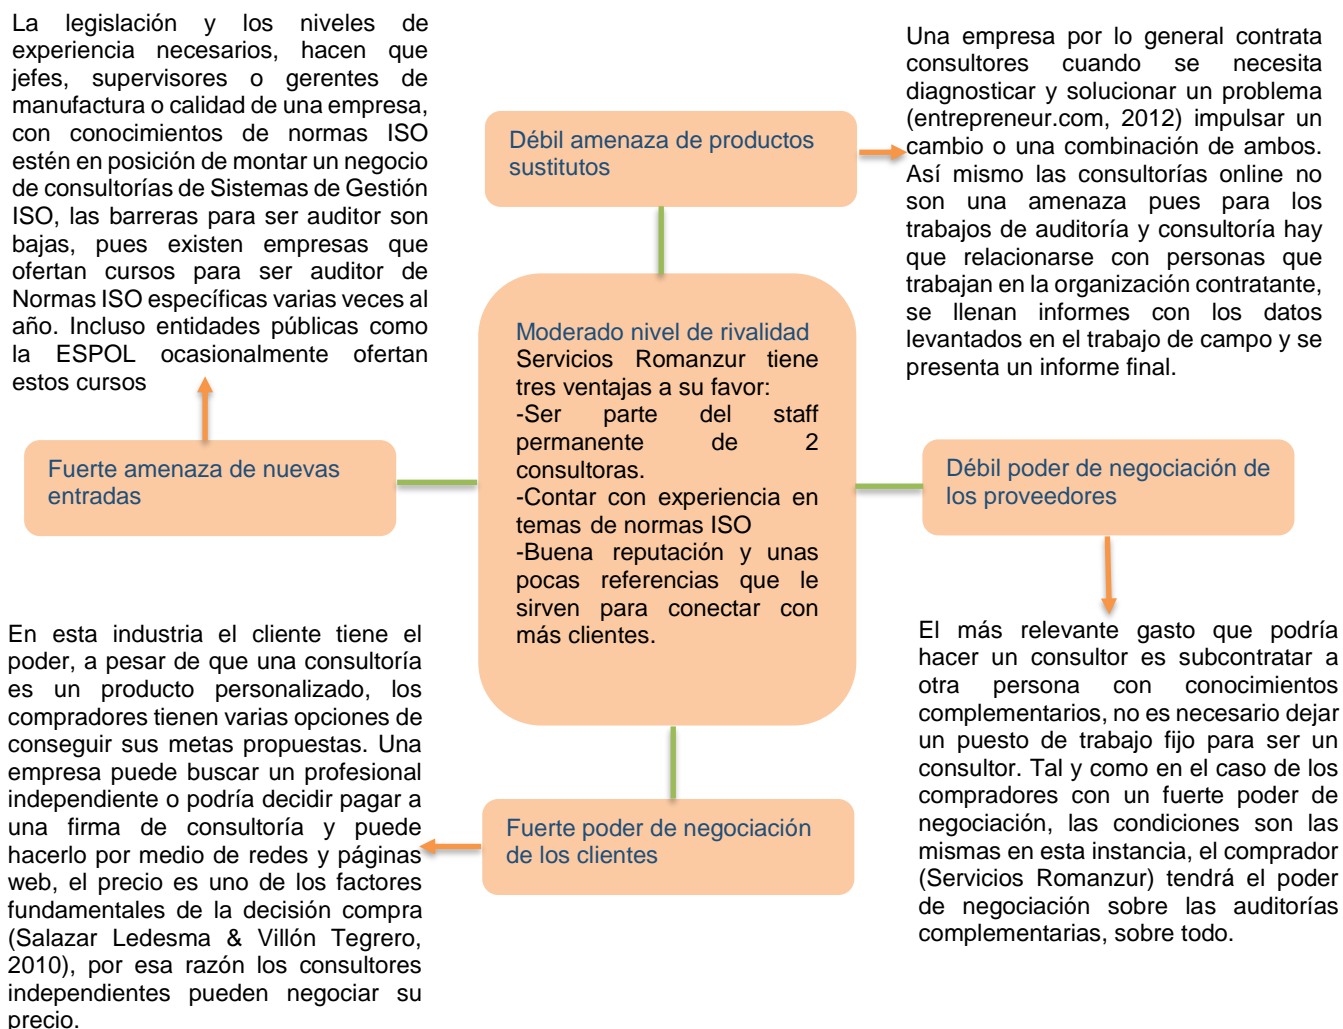 La legislación y los niveles de
experiencia necesarios, hacen que
jefes, supervisores o gerentes de
manufactura o calidad de una empresa,
con conocimientos de normas ISO
estén en posición de montar un negocio
de consultorías de Sistemas de Gestión
ISO, las barreras para ser auditor son
bajas, pues existen empresas que
ofertan cursos para ser auditor de
Normas ISO específicas varias veces al
año. Incluso entidades públicas como
la ESPOL ocasionalmente ofertan
estos cursos
Débil amenaza de productos
sustitutos
Una empresa por lo general contrata
consultores cuando se necesita
diagnosticar y solucionar un problema
(entrepreneur.com, 2012) impulsar un
cambio o una combinación de ambos.
Así mismo las consultorías online no
son una amenaza pues para los
trabajos de auditoría y consultoría hay
que relacionarse con personas que
trabajan en la organización contratante,
se llenan informes con los datos
levantados en el trabajo de campo y se
presenta un informe final.
Fuerte amenaza de nuevas
entradas
Moderado nivel de rivalidad
Servicios Romanzur tiene
tres ventajas a su favor:
-Ser parte del staff
permanente de 2
consultoras.
-Contar con experiencia en
temas de normas ISO
-Buena reputación y unas
pocas referencias que le
sirven para conectar con
más clientes.
Débil poder de negociación de
los proveedores
En esta industria el cliente tiene el
poder, a pesar de que una consultoría
es un producto personalizado, los
compradores tienen varias opciones de
conseguir sus metas propuestas. Una
empresa puede buscar un profesional
independiente o podría decidir pagar a
una firma de consultoría y puede
hacerlo por medio de redes y páginas
web, el precio es uno de los factores
fundamentales de la decisión compra
(Salazar Ledesma & Villón Tegrero,
2010), por esa razón los consultores
independientes pueden negociar su
precio.
Fuerte poder de negociación
de los clientes
El más relevante gasto que podría
hacer un consultor es subcontratar a
otra persona con conocimientos
complementarios, no es necesario dejar
un puesto de trabajo fijo para ser un
consultor. Tal y como en el caso de los
compradores con un fuerte poder de
negociación, las condiciones son las
mismas en esta instancia, el comprador
(Servicios Romanzur) tendrá el poder
de negociación sobre las auditorías
complementarias, sobre todo.